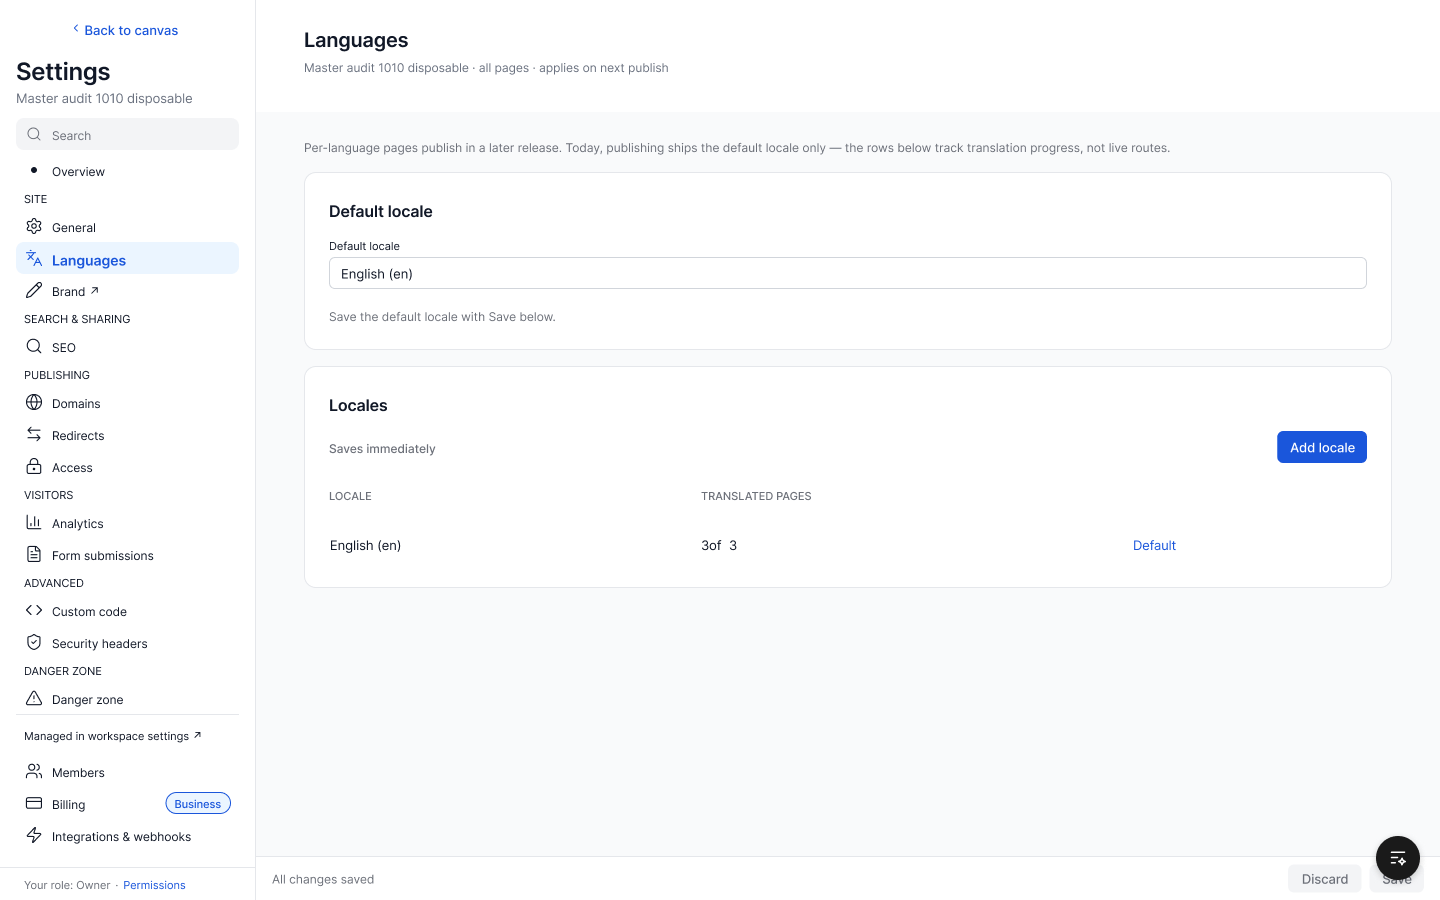 Back to canvas
Settings
Master audit 1010 disposable
Search
Overview
SITE
General
Languages
Brand ↗
SEARCH & SHARING
SEO
PUBLISHING
Domains
Redirects
Access
VISITORS
Analytics
Form submissions
ADVANCED
Custom code
Security headers
DANGER ZONE
Danger zone
Managed in workspace settings ↗
Members
Billing Business
Integrations & webhooks
Your role: Owner · Permissions
Languages
Master audit 1010 disposable · all pages · applies on next publish
Per-language pages publish in a later release. Today, publishing ships the default locale only — the rows below track translation progress, not live routes.
Default locale
Default locale
English (en)
Save the default locale with Save below.
Locales
Saves immediately
Add locale
LOCALE TRANSLATED PAGES
English (en) 3of 3 Default
All changes saved
Discard Save